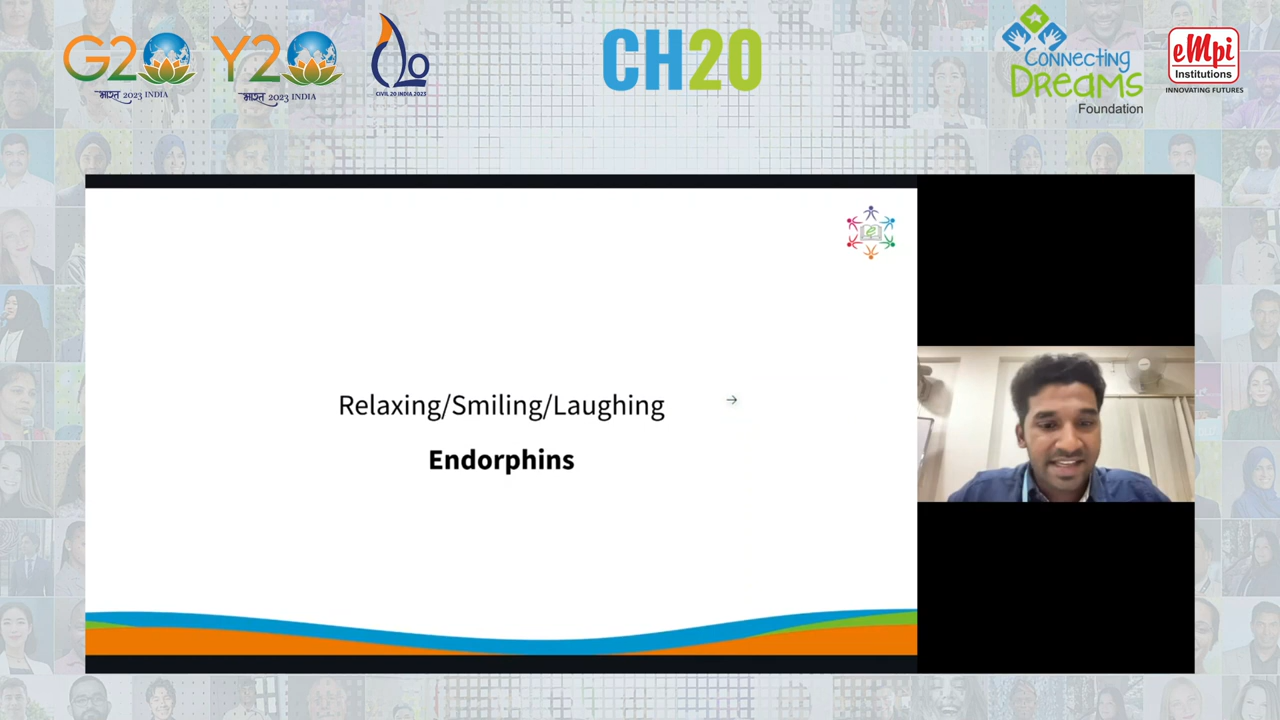 G20
भारत 2023 INDIA
Y20
भारत 2023 INDIA
C20
CIVIL 20 INDIA 2023
CH20
CONNECTING
DREAMS
Foundation
eMpi
Institutions
INNOVATING FUTURES
Relaxing/Smiling/Laughing
Endorphins